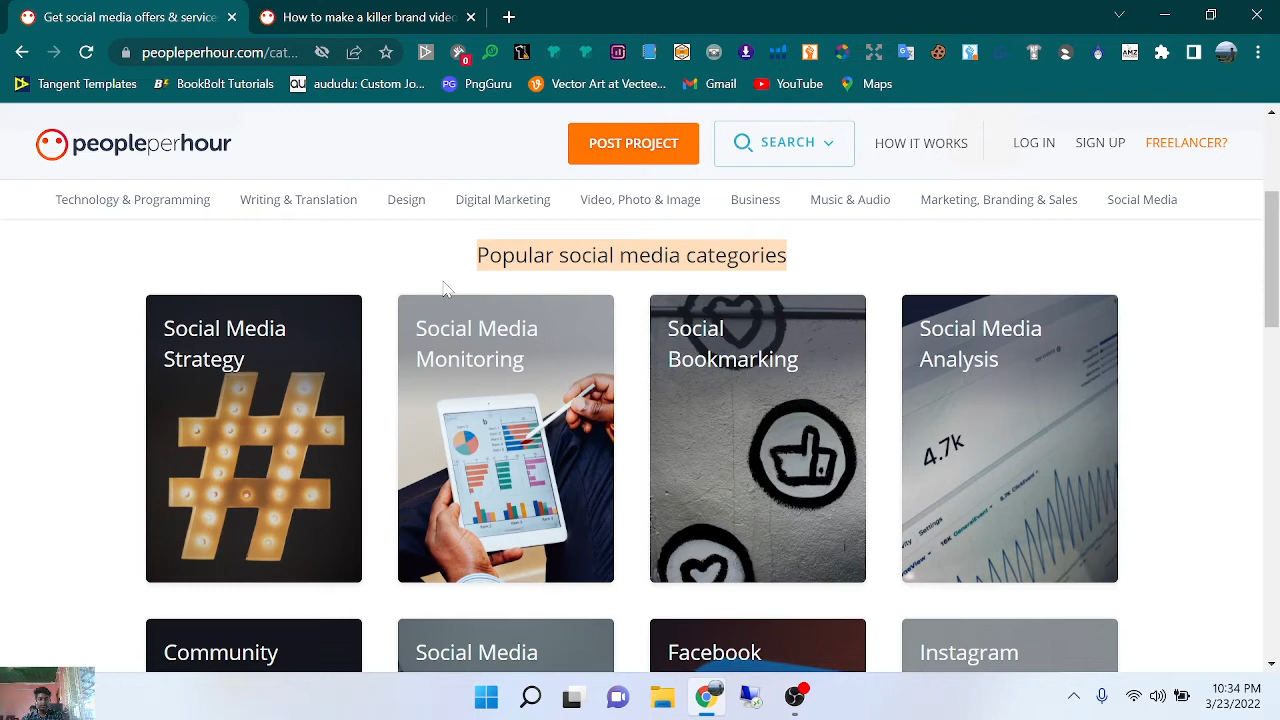 Get social media offers & service
How to make a killer brand video
peopleperhour.com/cat...
0
Tangent Templates
BookBolt Tutorials
aududu: Custom Jo...
PngGuru
Vector Art at Vectee...
Gmail
YouTube
Maps
peopleperhour
POST PROJECT
SEARCH
HOW IT WORKS
LOG IN
SIGN UP
FREELANCER?
Technology & Programming
Writing & Translation
Design
Digital Marketing
Video, Photo & Image
Business
Music & Audio
Marketing, Branding & Sales
Social Media
Popular social media categories
Social Media
Strategy
Social Media
Monitoring
Social
Bookmarking
Social Media
Analysis
4.7k
Settings
Community
Social Media
Facebook
Instagram
10:34 PM
3/23/2022